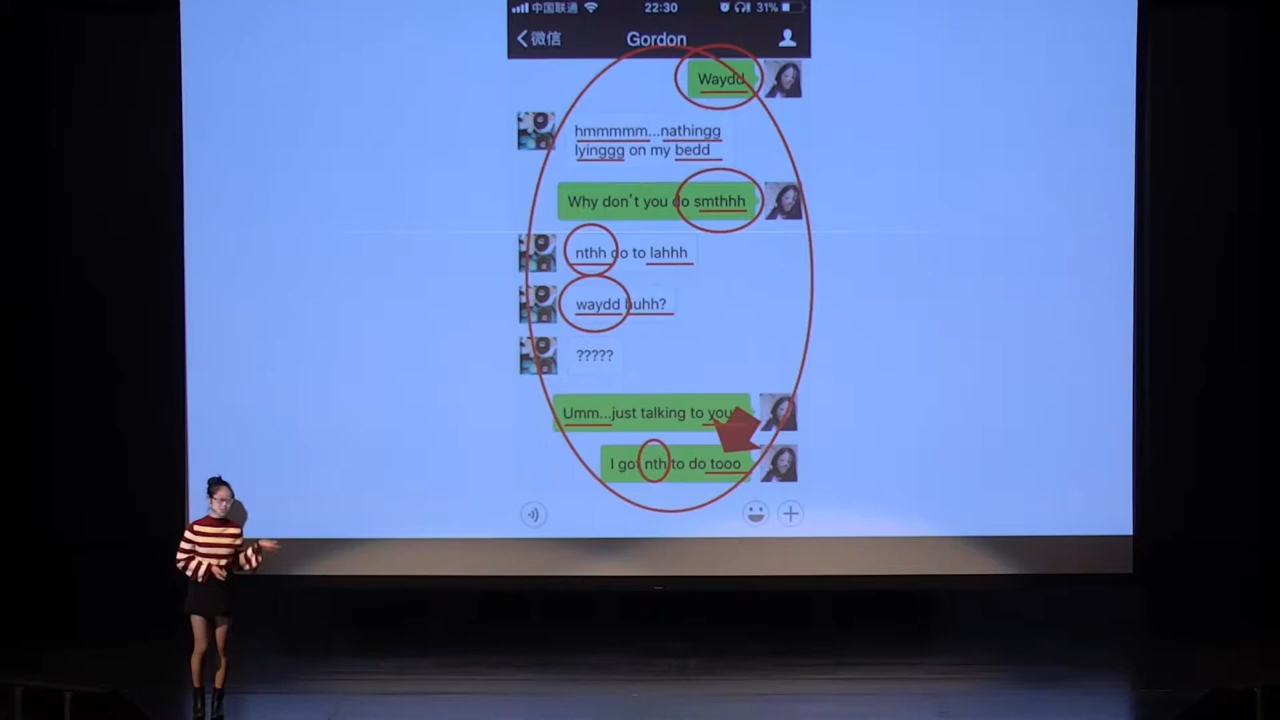 中国联通 22:30 31%
微信 Gordon
Waydd
hmmmmm...nathingg
lyinggg on my bedd
Why don't you do smthhh
nthh do to lahhh
waydd huhh?
?????
Umm...just talking to you
I got nth to do tooo